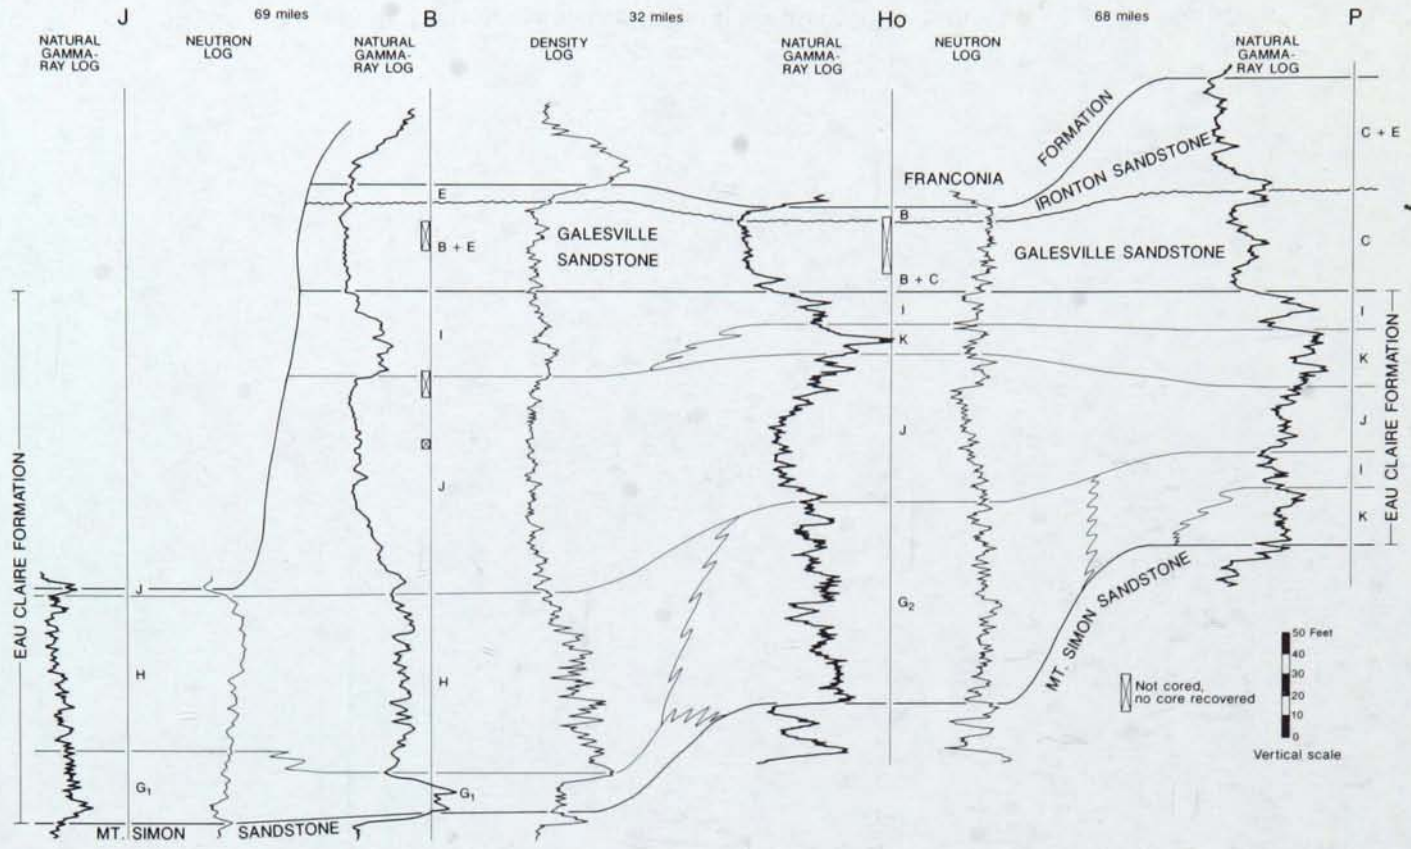 J
69 miles
B
32 miles
Ho
68 miles
P
NATURAL
GAMMA-
RAY LOG
NEUTRON
LOG
NATURAL
GAMMA-
RAY LOG
DENSITY
LOG
NATURAL
GAMMA-
RAY LOG
NEUTRON
LOG
NATURAL
GAMMA-
RAY LOG
FORMATION
C + E
IRONTON SANDSTONE
FRANCONIA
E
B
GALESVILLE
SANDSTONE
B + E
GALESVILLE SANDSTONE
C
B + C
I
I
I
K
K
J
J
J
I
K
EAU CLAIRE FORMATION
EAU CLAIRE FORMATION
J
G₂
MT. SIMON SANDSTONE
H
H
50 Feet
40
30
20
10
0
Vertical scale
Not cored,
no core recovered
G₁
G₁
MT. SIMON SANDSTONE